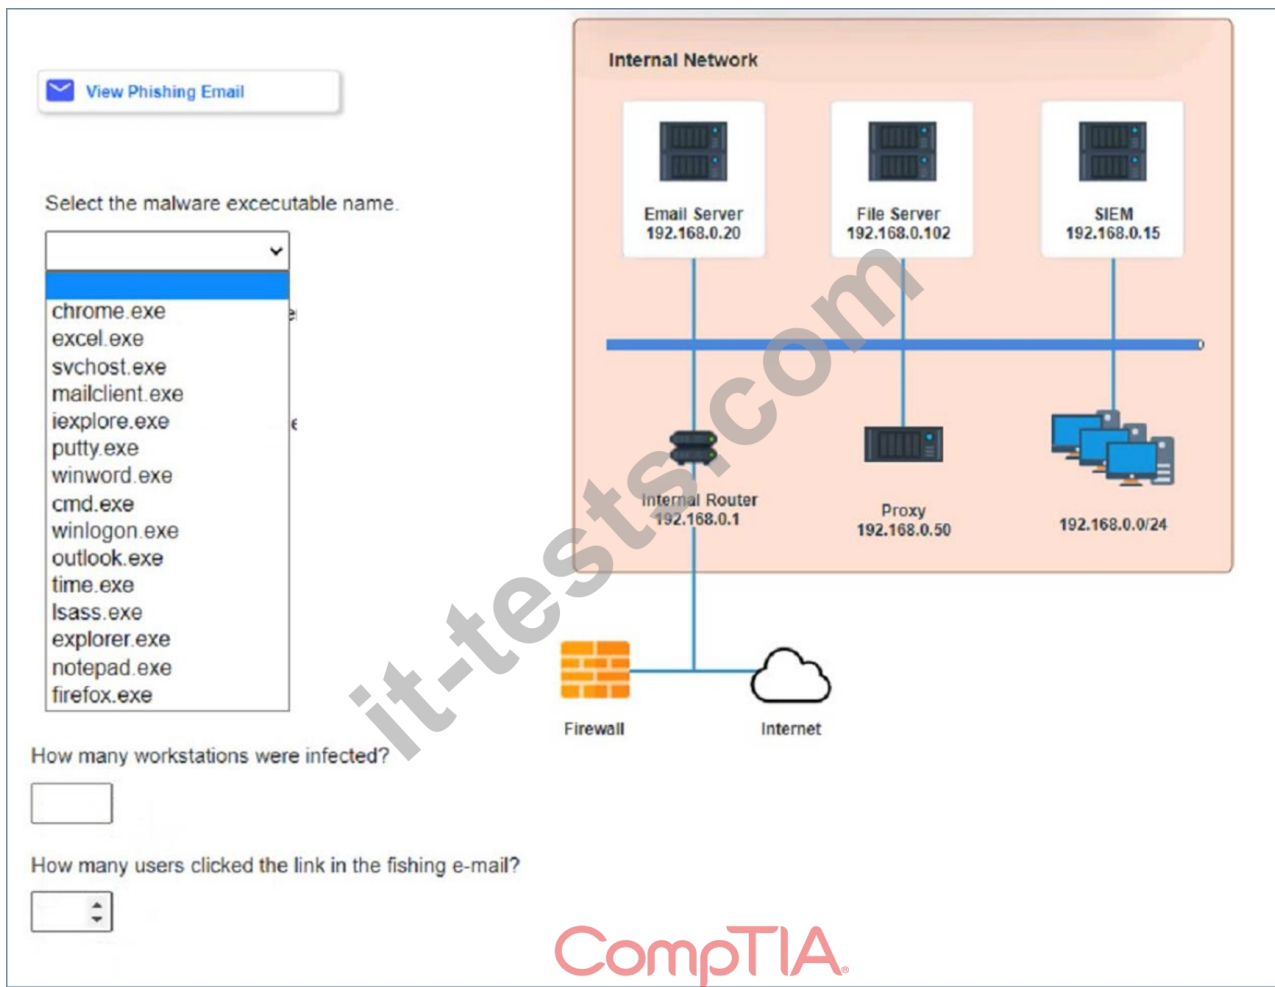 View Phishing Email
Select the malware excecutable name.
chrome.exe
excel.exe
svchost.exe
mailclient.exe
iexplore.exe
putty.exe
winword.exe
cmd.exe
winlogon.exe
outlook.exe
time.exe
lsass.exe
explorer.exe
notepad.exe
firefox.exe
How many workstations were infected?
How many users clicked the link in the fishing e-mail?
Internal Network
Email Server
192.168.0.20
File Server
192.168.0.102
SIEM
192.168.0.15
Internal Router
192.168.0.1
Proxy
192.168.0.50
192.168.0.0/24
Firewall
Internet
it-tests.com
CompTIA.